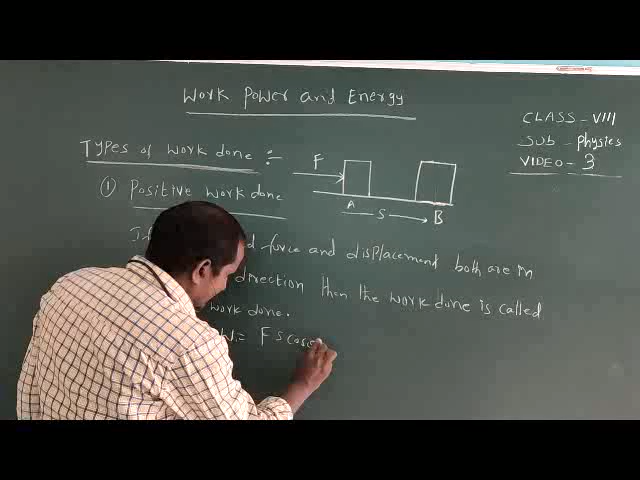 Work Power and Energy
CLASS - VIII
SUB - Physics
VIDEO - 3
Types of work done :-
F
A
S
B
① Positive work done
force and displacement both are in
direction then the work done is called
work done.
W = F S cos